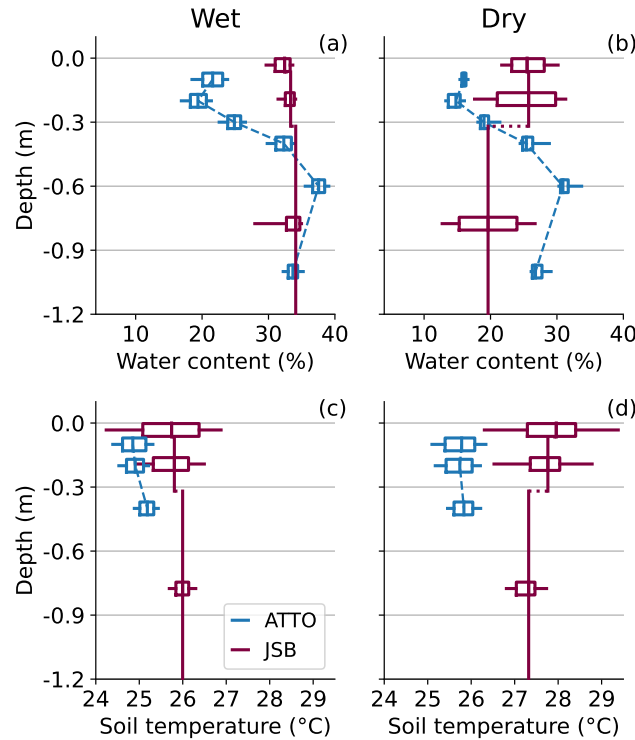 Wet
Dry
(a)
(b)
0.0
-0.3
-0.6
-0.9
-1.2
Depth (m)
10
20
30
40
10
20
30
40
Water content (%)
Water content (%)
(c)
(d)
0.0
-0.3
-0.6
-0.9
-1.2
Depth (m)
ATTO
JSB
24
25
26
27
28
29
24
25
26
27
28
29
Soil temperature (°C)
Soil temperature (°C)